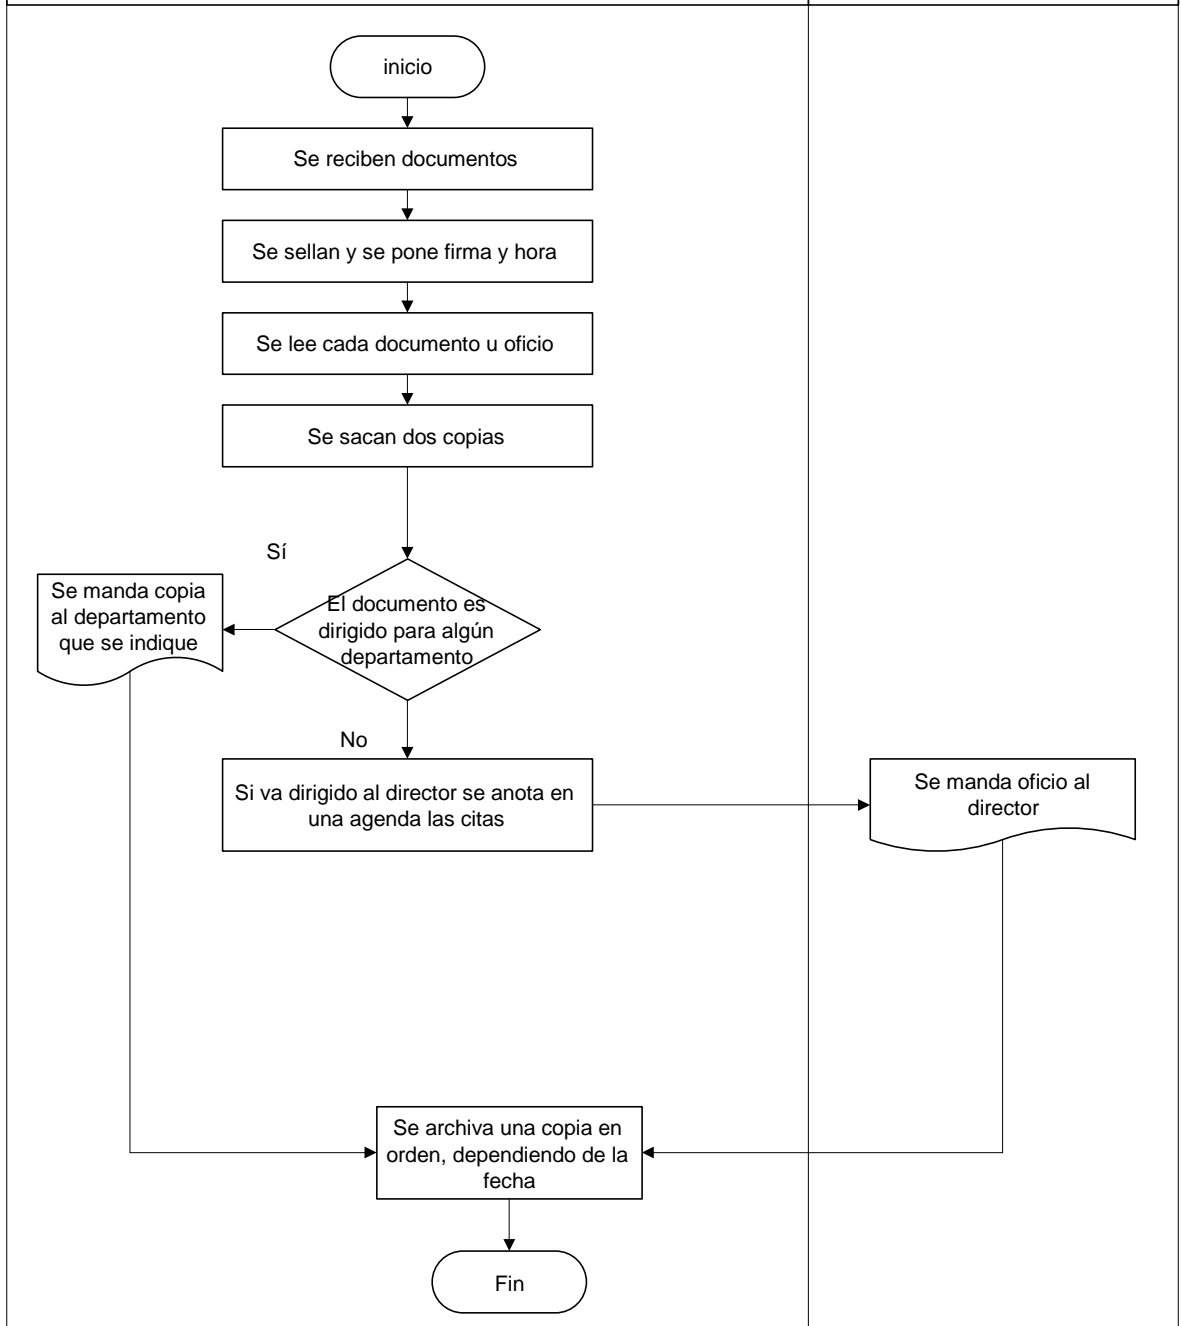 inicio
Se reciben documentos
Se sellan y se pone firma y hora
Se lee cada documento u oficio
Se sacan dos copias
Sí
Se manda copia
al departamento
que se indique
El documento es
dirigido para algún
departamento
No
Si va dirigido al director se anota en
una agenda las citas
Se manda oficio al
director
Se archiva una copia en
orden, dependiendo de la
fecha
Fin